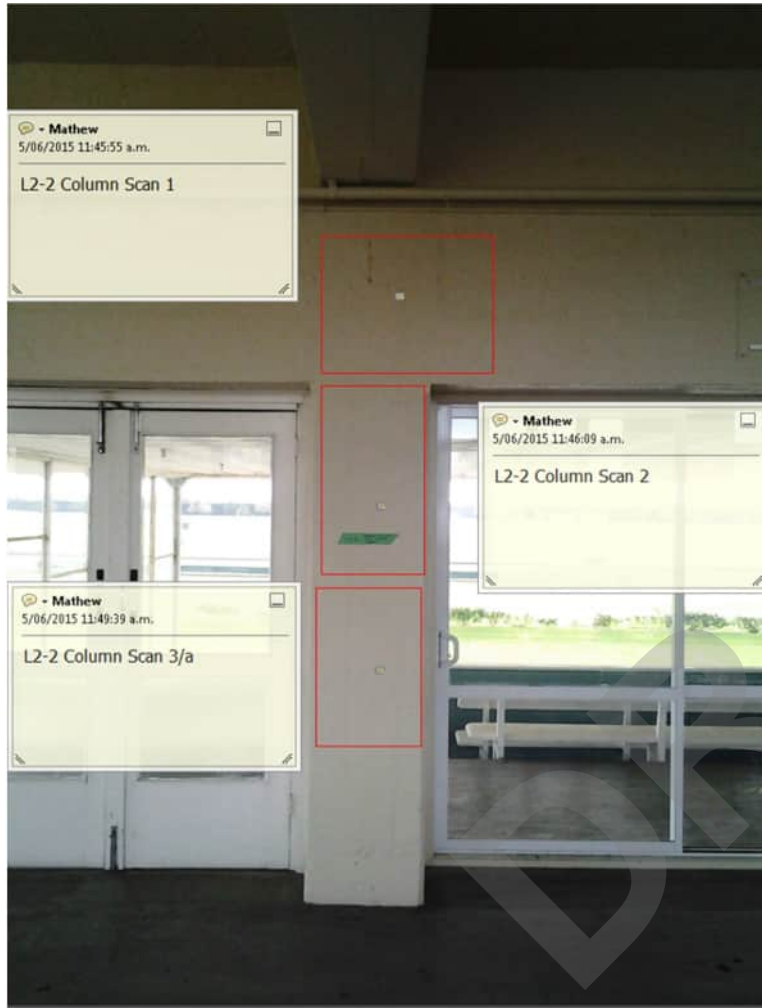 Mathew
5/06/2015 11:45:55 a.m.
L2-2 Column Scan 1
Mathew
5/06/2015 11:46:09 a.m.
L2-2 Column Scan 2
Mathew
5/06/2015 11:49:39 a.m.
L2-2 Column Scan 3/a
DR